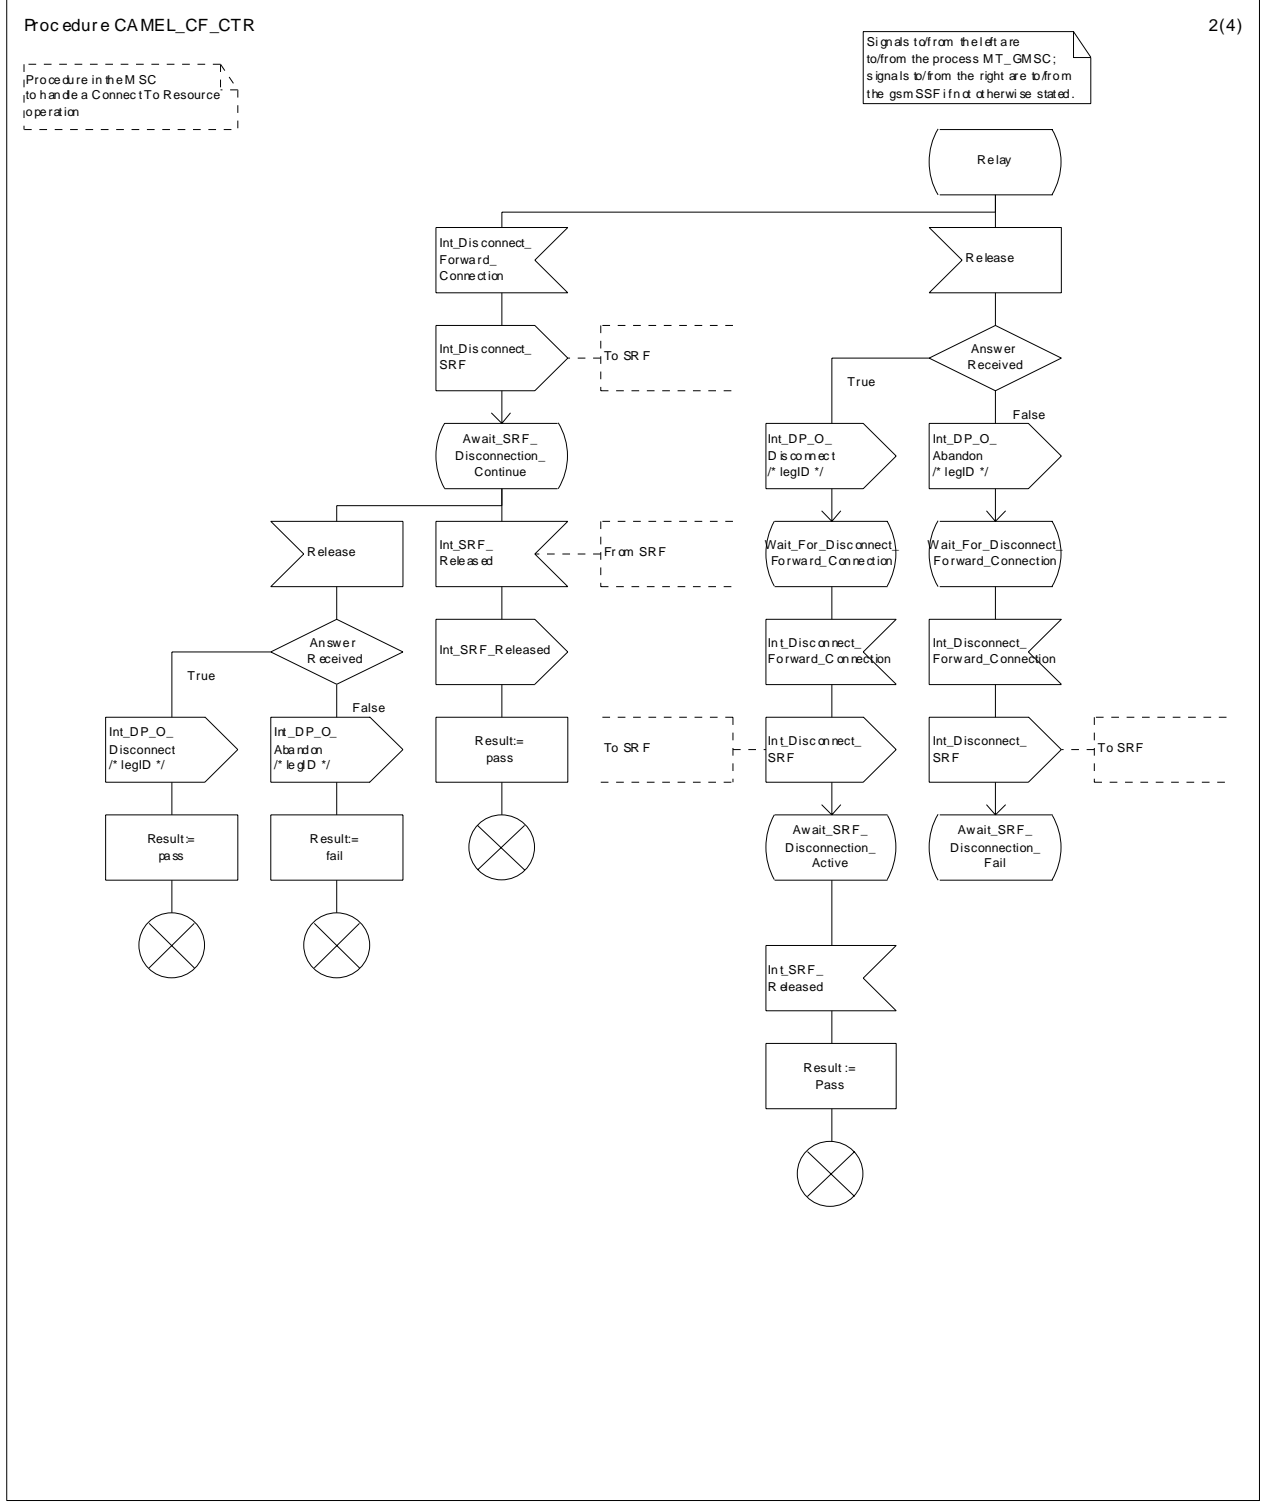 Procedure CAMEL_CF_CTR
2(4)
Signals to/from the left are
to/from the process MT_GMSC;
signals to/from the right are to/from
the gsmSSF if not otherwise stated.
Procedure in the MSC
to handle a Connect To Resource
operation
Relay
Int_Disconnect_
Forward_
Connection
Release
Int_Disconnect_
SRF
To SRF
Answer
Received
True
False
Await_SRF_
Disconnection_
Continue
Int_DP_O_
Disconnect
/* legID */
Int_DP_O_
Abandon
/* legID */
Release
Int_SRF_
Released
From SRF
Wait_For_Disconnect_
Forward_Connection
Wait_For_Disconnect_
Forward_Connection
Answer
Received
True
False
Int_SRF_Released
Int_Disconnect_
Forward_Connection
Int_Disconnect_
Forward_Connection
Int_DP_O_
Disconnect
/* legID */
Int_DP_O_
Abandon
/* legID */
Result:=
pass
To SRF
Int_Disconnect_
SRF
Int_Disconnect_
SRF
To SRF
Result:=
pass
Result:=
fail
Await_SRF_
Disconnection_
Active
Await_SRF_
Disconnection_
Fail
Int_SRF_
Released
Result:=
Pass